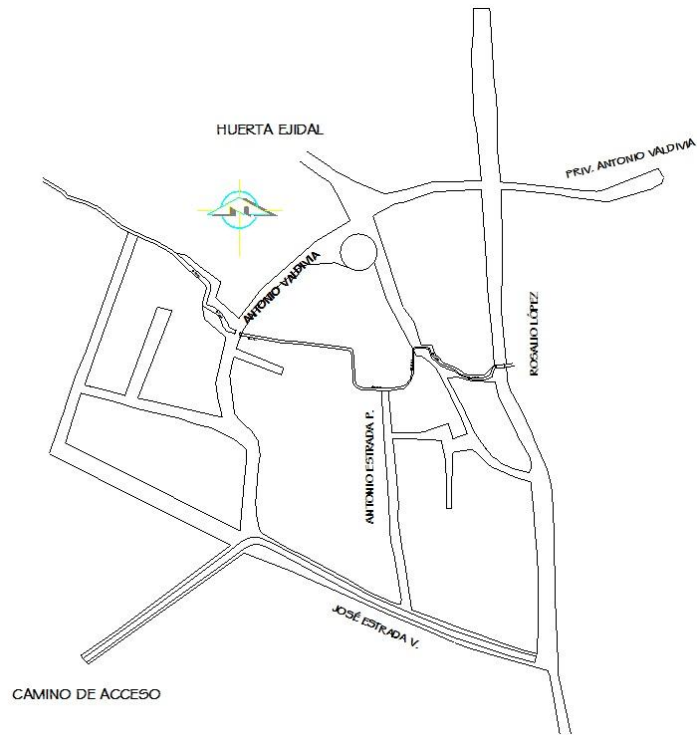 HUERTA EJIDAL
PRIV. ANTONIO VALDIVIA
ANTONIO VALDIVIA
ROSALIO LÓPEZ
ANTONIO ESTRADA P.
JOSÉ ESTRADA V.
CAMINO DE ACCESO